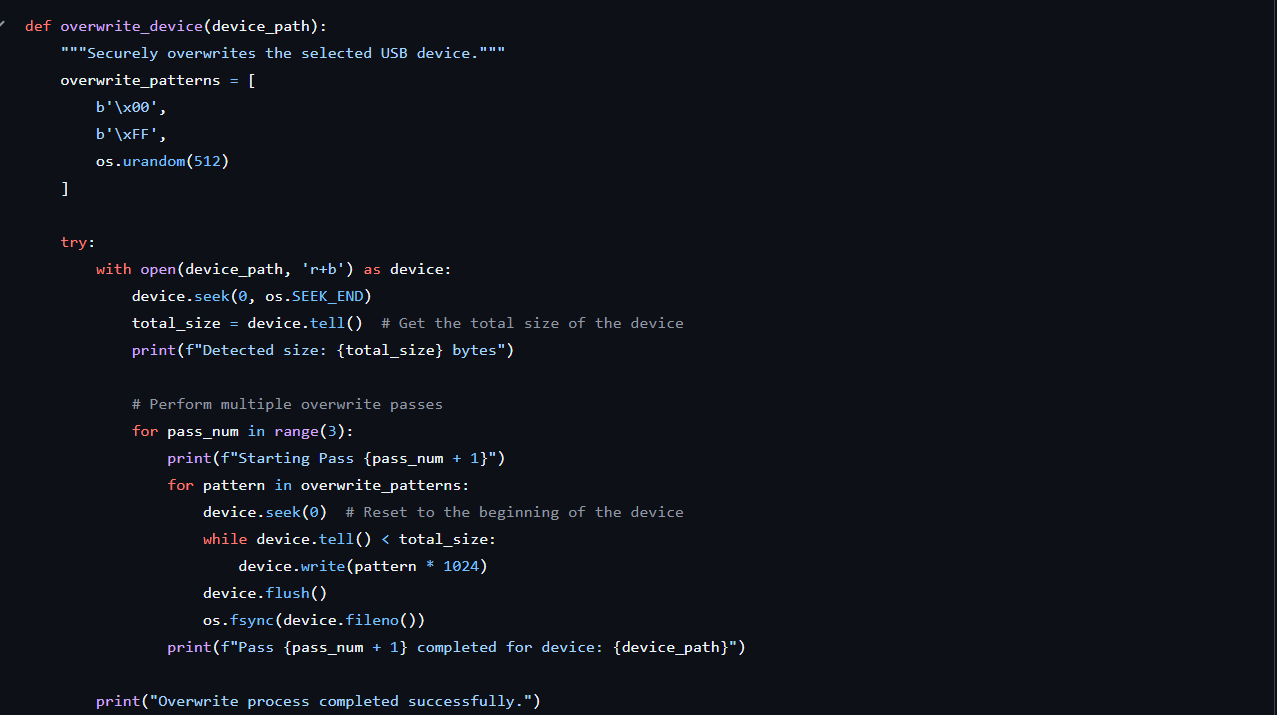 def overwrite_device(device_path):
    """Securely overwrites the selected USB device."""
    overwrite_patterns = [
        b'\x00',
        b'\xFF',
        os.urandom(512)
    ]

    try:
        with open(device_path, 'r+b') as device:
            device.seek(0, os.SEEK_END)
            total_size = device.tell()  # Get the total size of the device
            print(f"Detected size: {total_size} bytes")

            # Perform multiple overwrite passes
            for pass_num in range(3):
                print(f"Starting Pass {pass_num + 1}")
                for pattern in overwrite_patterns:
                    device.seek(0)  # Reset to the beginning of the device
                    while device.tell() < total_size:
                        device.write(pattern * 1024)
                    device.flush()
                    os.fsync(device.fileno())
                print(f"Pass {pass_num + 1} completed for device: {device_path}")

        print("Overwrite process completed successfully.")